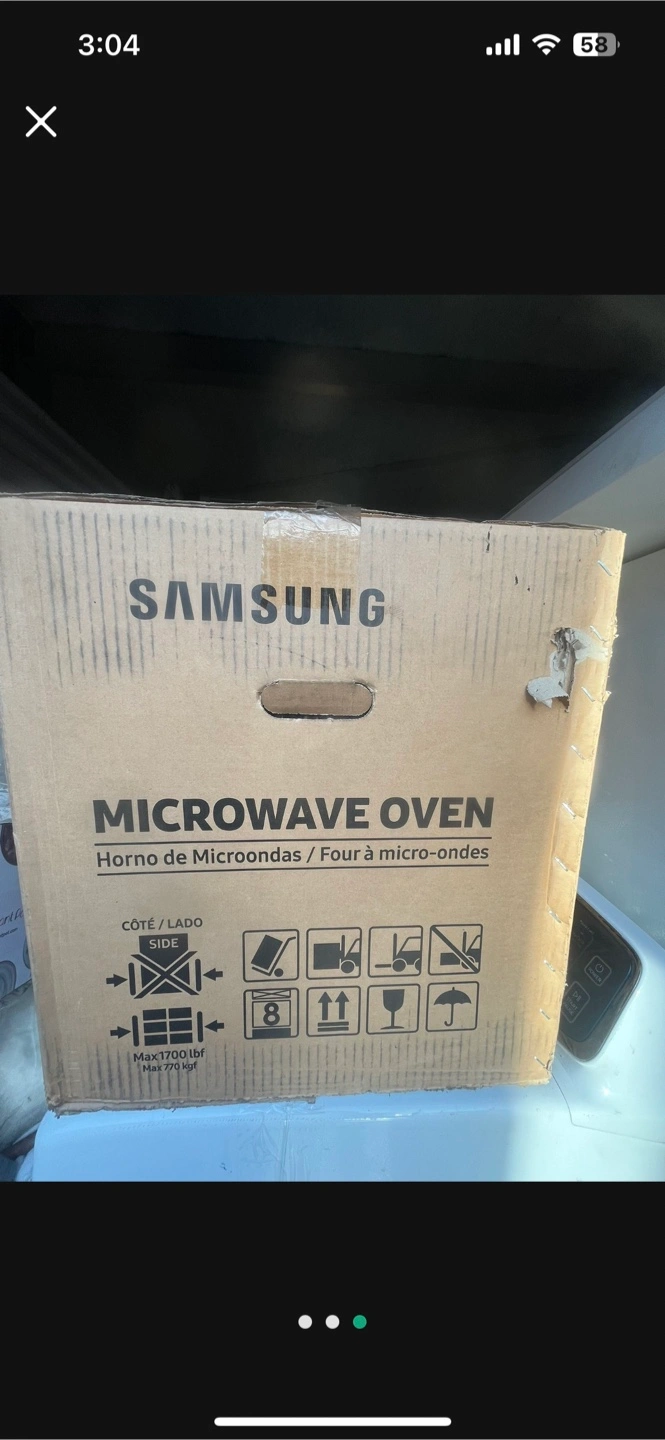 3:04
58
SAMSUNG
MICROWAVE OVEN
Horno de Microondas / Four à micro-ondes
CÔTÉ / LADO
SIDE
8
Max 1700 lbf
Max 770 kgf